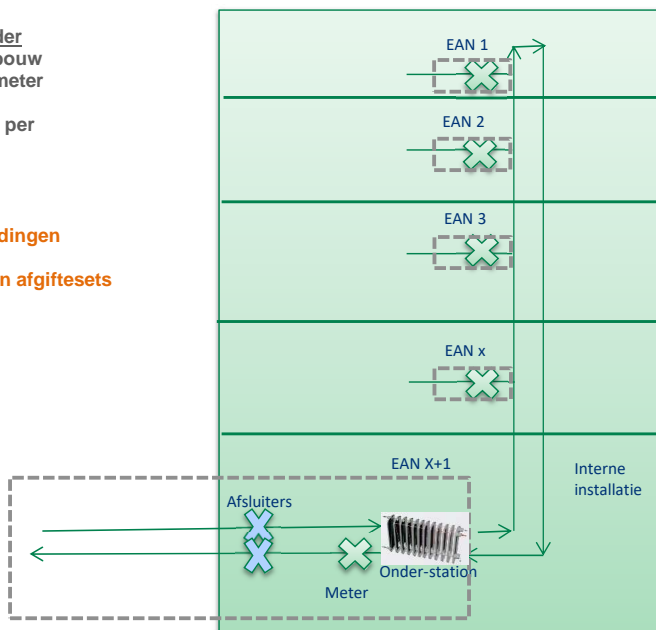 der
bouw
meter
per
dingen
n afgiftesets
EAN 1
EAN 2
EAN 3
EAN x
EAN X+1
Interne
installatie
Afsluiters
Onder-station
Meter